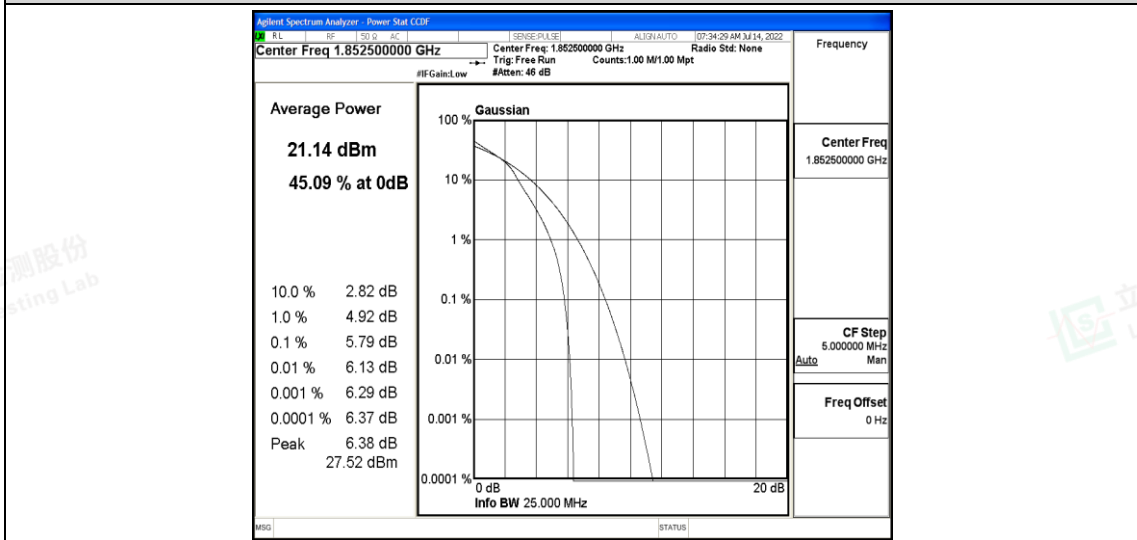 Agilent Spectrum Analyzer - Power Stat CCDF
LXI RL RF 50 Ω AC SENSE:PULSE ALIGN AUTO 07:34:29 AM Jul 14, 2022
Center Freq 1.852500000 GHz
Center Freq: 1.852500000 GHz Radio Std: None
Trig: Free Run Counts:1.00 M/1.00 Mpt
#IFGain:Low #Atten: 46 dB
Frequency
Average Power
21.14 dBm
45.09 % at 0dB
10.0 % 2.82 dB
1.0 % 4.92 dB
0.1 % 5.79 dB
0.01 % 6.13 dB
0.001 % 6.29 dB
0.0001 % 6.37 dB
Peak 6.38 dB
27.52 dBm
Gaussian
100 %
10 %
1 %
0.1 %
0.01 %
0.001 %
0.0001 %
0 dB 20 dB
Info BW 25.000 MHz
Center Freq
1.852500000 GHz
CF Step
5.000000 MHz
Auto Man
Freq Offset
0 Hz
MSG STATUS
测股份
sting Lab
立